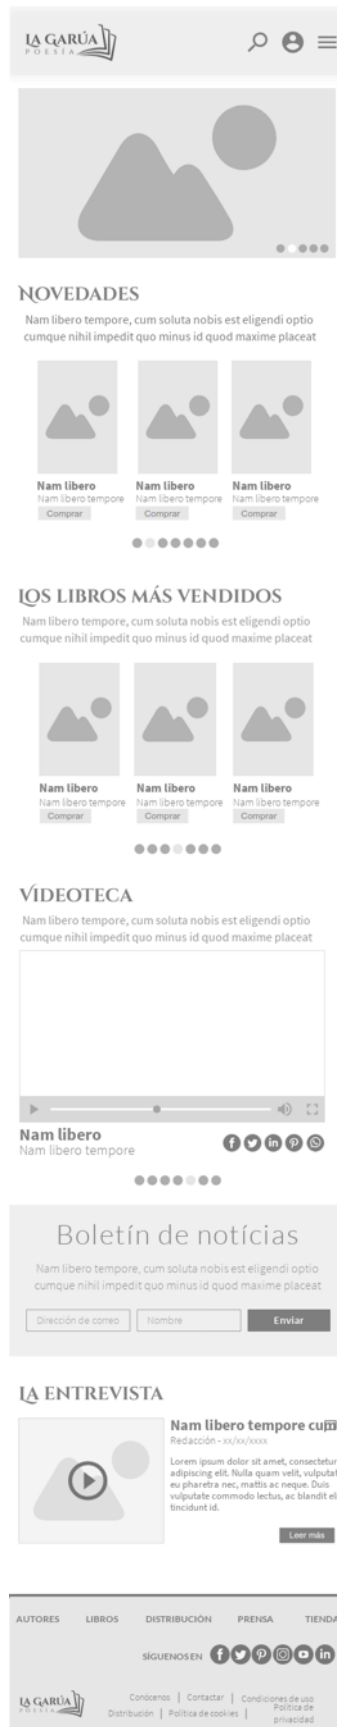 LA GARÚA
POESÍA
NOVEDADES
Nam libero tempore, cum soluta nobis est eligendi optio
cumque nihil impedit quo minus id quod maxime placeat
Nam libero Nam libero Nam libero
Nam libero tempore Nam libero tempore Nam libero tempore
Comprar Comprar Comprar
LOS LIBROS MÁS VENDIDOS
Nam libero tempore, cum soluta nobis est eligendi optio
cumque nihil impedit quo minus id quod maxime placeat
Nam libero Nam libero Nam libero
Nam libero tempore Nam libero tempore Nam libero tempore
Comprar Comprar Comprar
VIDEOTECA
Nam libero tempore, cum soluta nobis est eligendi optio
cumque nihil impedit quo minus id quod maxime placeat
Nam libero
Nam libero tempore
Boletín de notícias
Nam libero tempore, cum soluta nobis est eligendi optio
cumque nihil impedit quo minus id quod maxime placeat
Dirección de correo Nombre Enviar
LA ENTREVISTA
Nam libero tempore cum
Redacción - xx/xx/xxxx
Lorem ipsum dolor sit amet, consectetur
adipiscing elit. Nulla quam velit, vulputat
eu pharetra nec, mattis ac neque. Duis
vulputate commodo lectus, ac blandit el
tincidunt id.
Leer más
AUTORES LIBROS DISTRIBUCIÓN PRENSA TIENDA
SÍGUENOS EN
LA GARÚA
POESÍA
Conócenos | Contactar | Condiciones de uso
Distribución | Política de cookies | Política de
privacidad